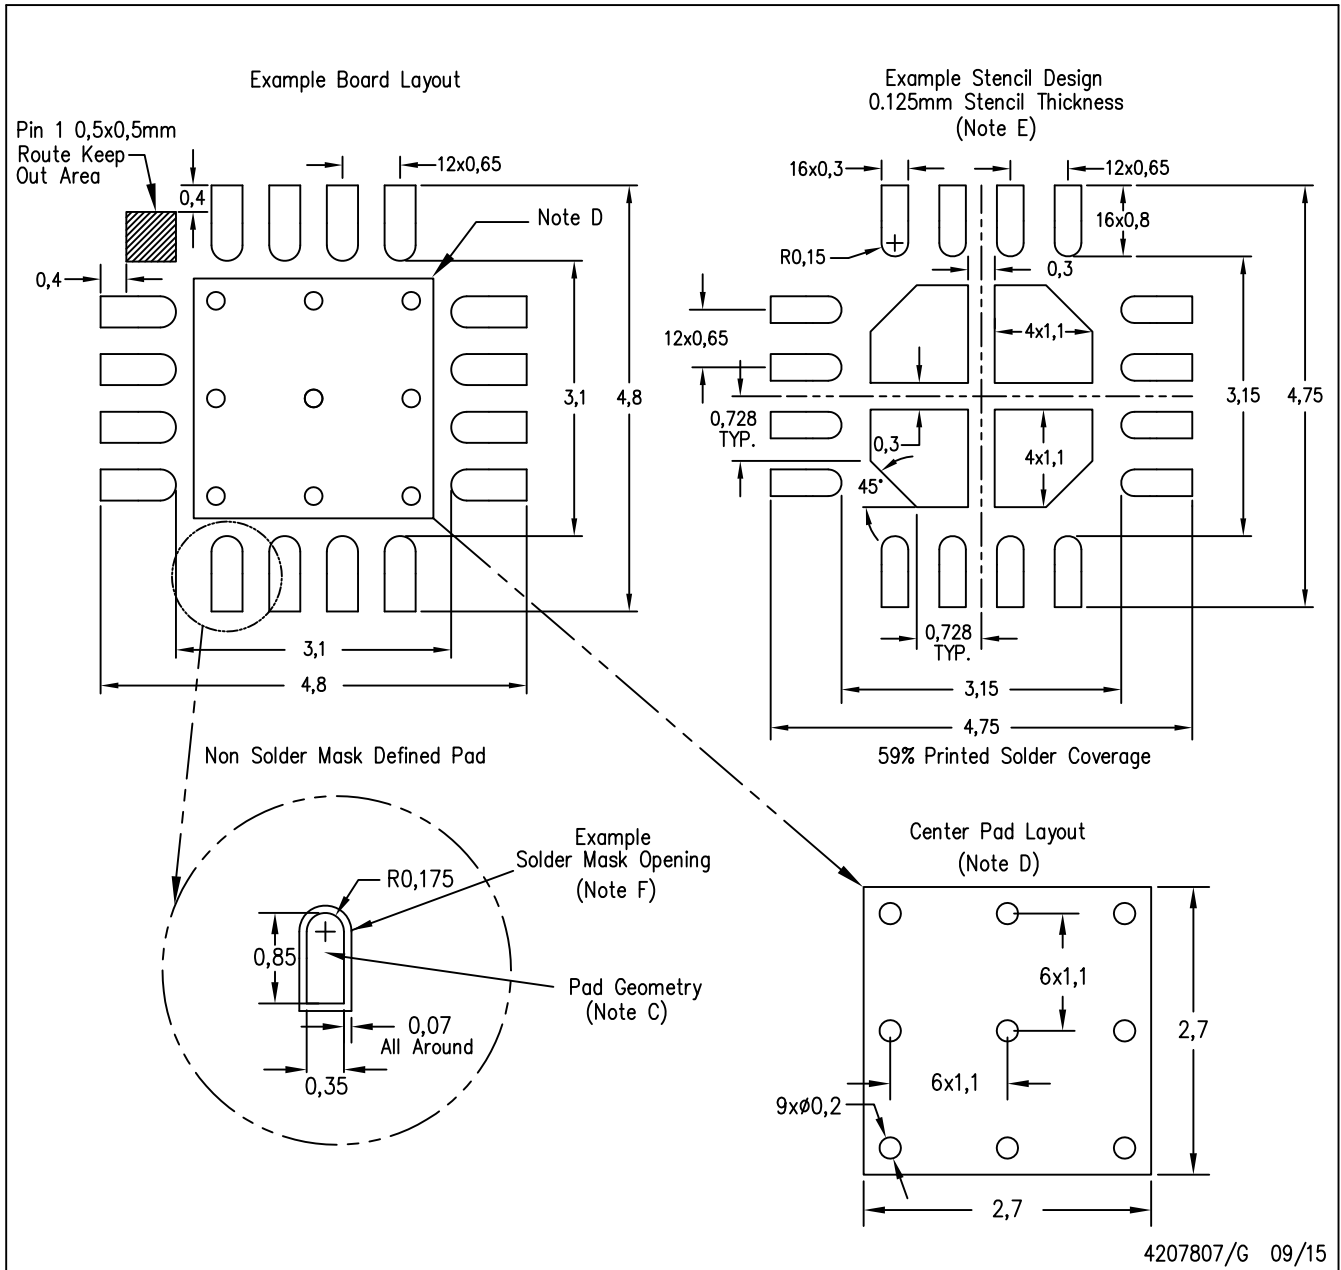 Example Board Layout
Pin 1 0,5x0,5mm
Route Keep
Out Area
0,4
12x0,65
Note D
0,4
3,1
4,8
3,1
4,8
Example Stencil Design
0.125mm Stencil Thickness
(Note E)
16x0,3
12x0,65
16x0,8
R0,15
0,3
4x1,1
12x0,65
0,728
TYP.
0,3
45°
4x1,1
3,15
4,75
0,728
TYP.
3,15
4,75
59% Printed Solder Coverage
Non Solder Mask Defined Pad
Example
Solder Mask Opening
(Note F)
R0,175
0,85
Pad Geometry
(Note C)
0,07
All Around
0,35
Center Pad Layout
(Note D)
6x1,1
2,7
6x1,1
9xø0,2
2,7
4207807/G 09/15